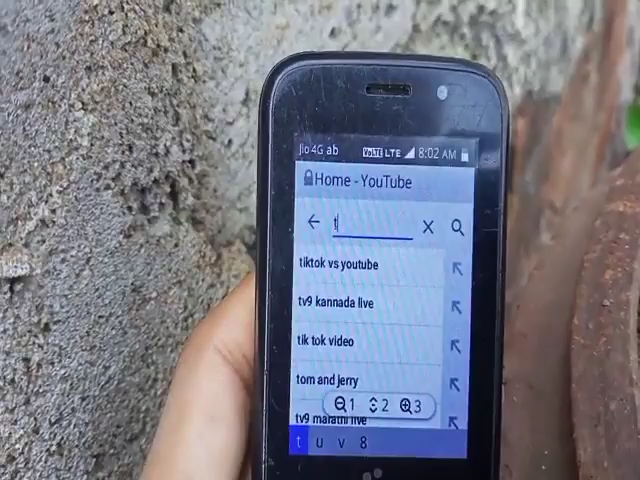 Jio 4G ab VoLTE LTE 8:02 AM
Home - YouTube
t
tiktok vs youtube
tv9 kannada live
tik tok video
tom and jerry
1 2 3
tv9 marathi live
t u v 8